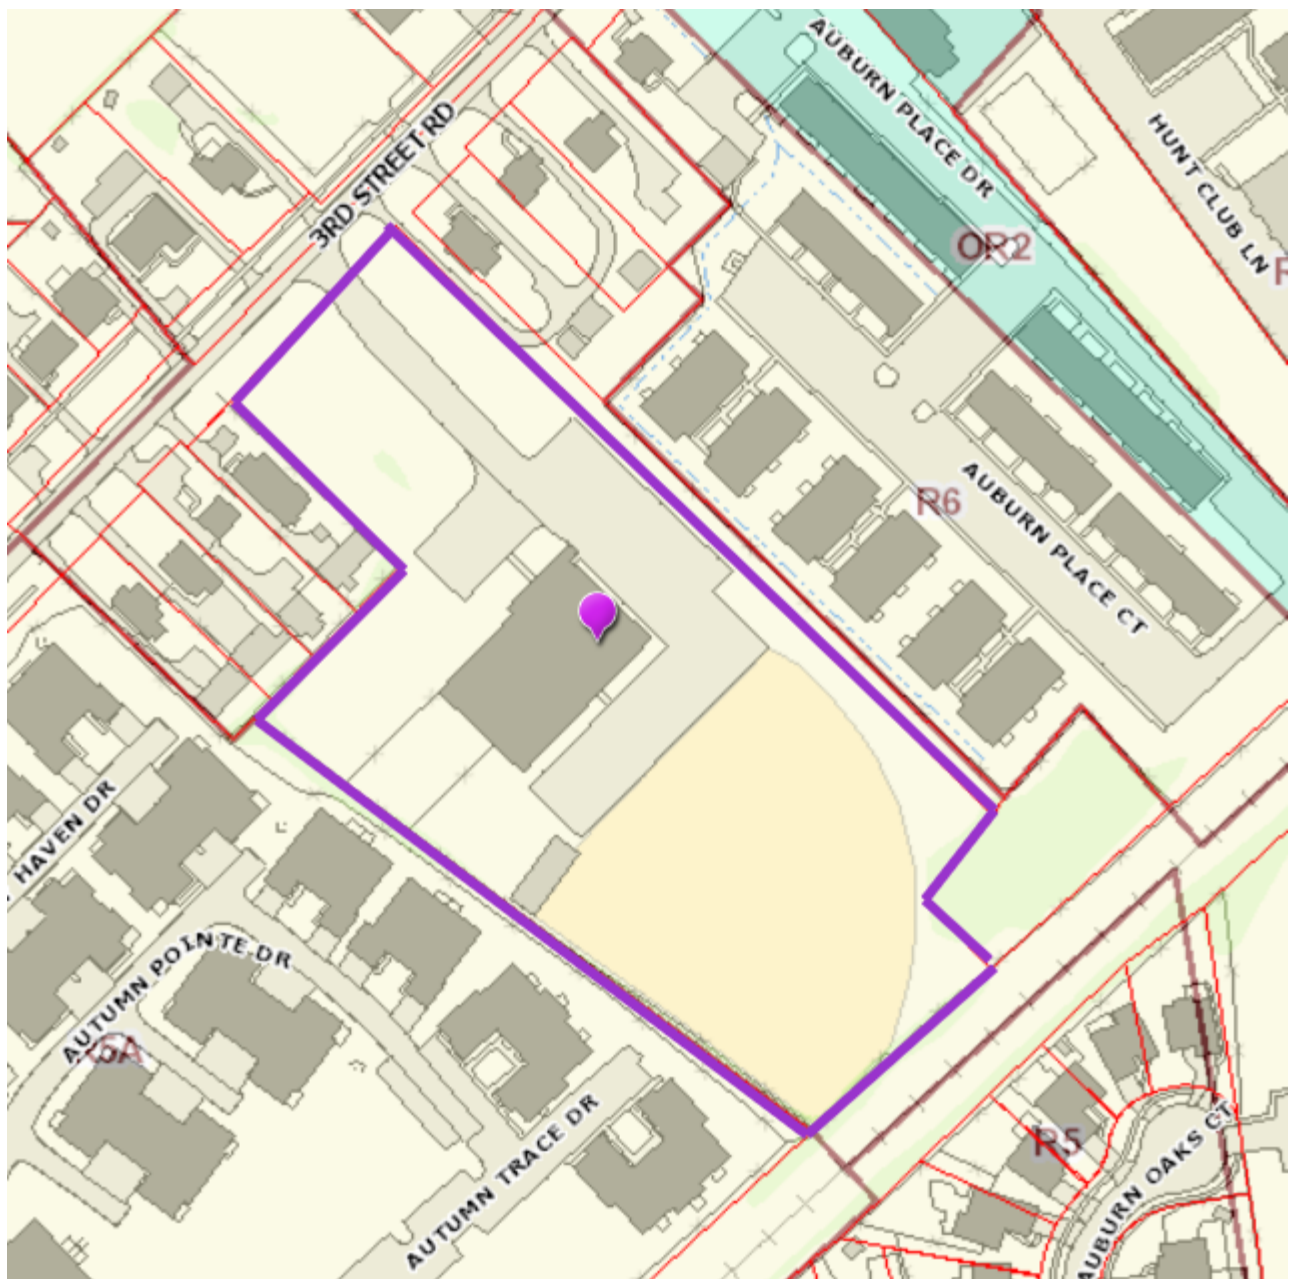 AUBURN PLACE DR
HUNT CLUB LN
3RD STREET RD
OR2
R
R6
AUBURN PLACE CT
HAVEN DR
AUTUMN POINTE DR
R5A
AUTUMN TRACE DR
R5
AUBURN OAKS CT